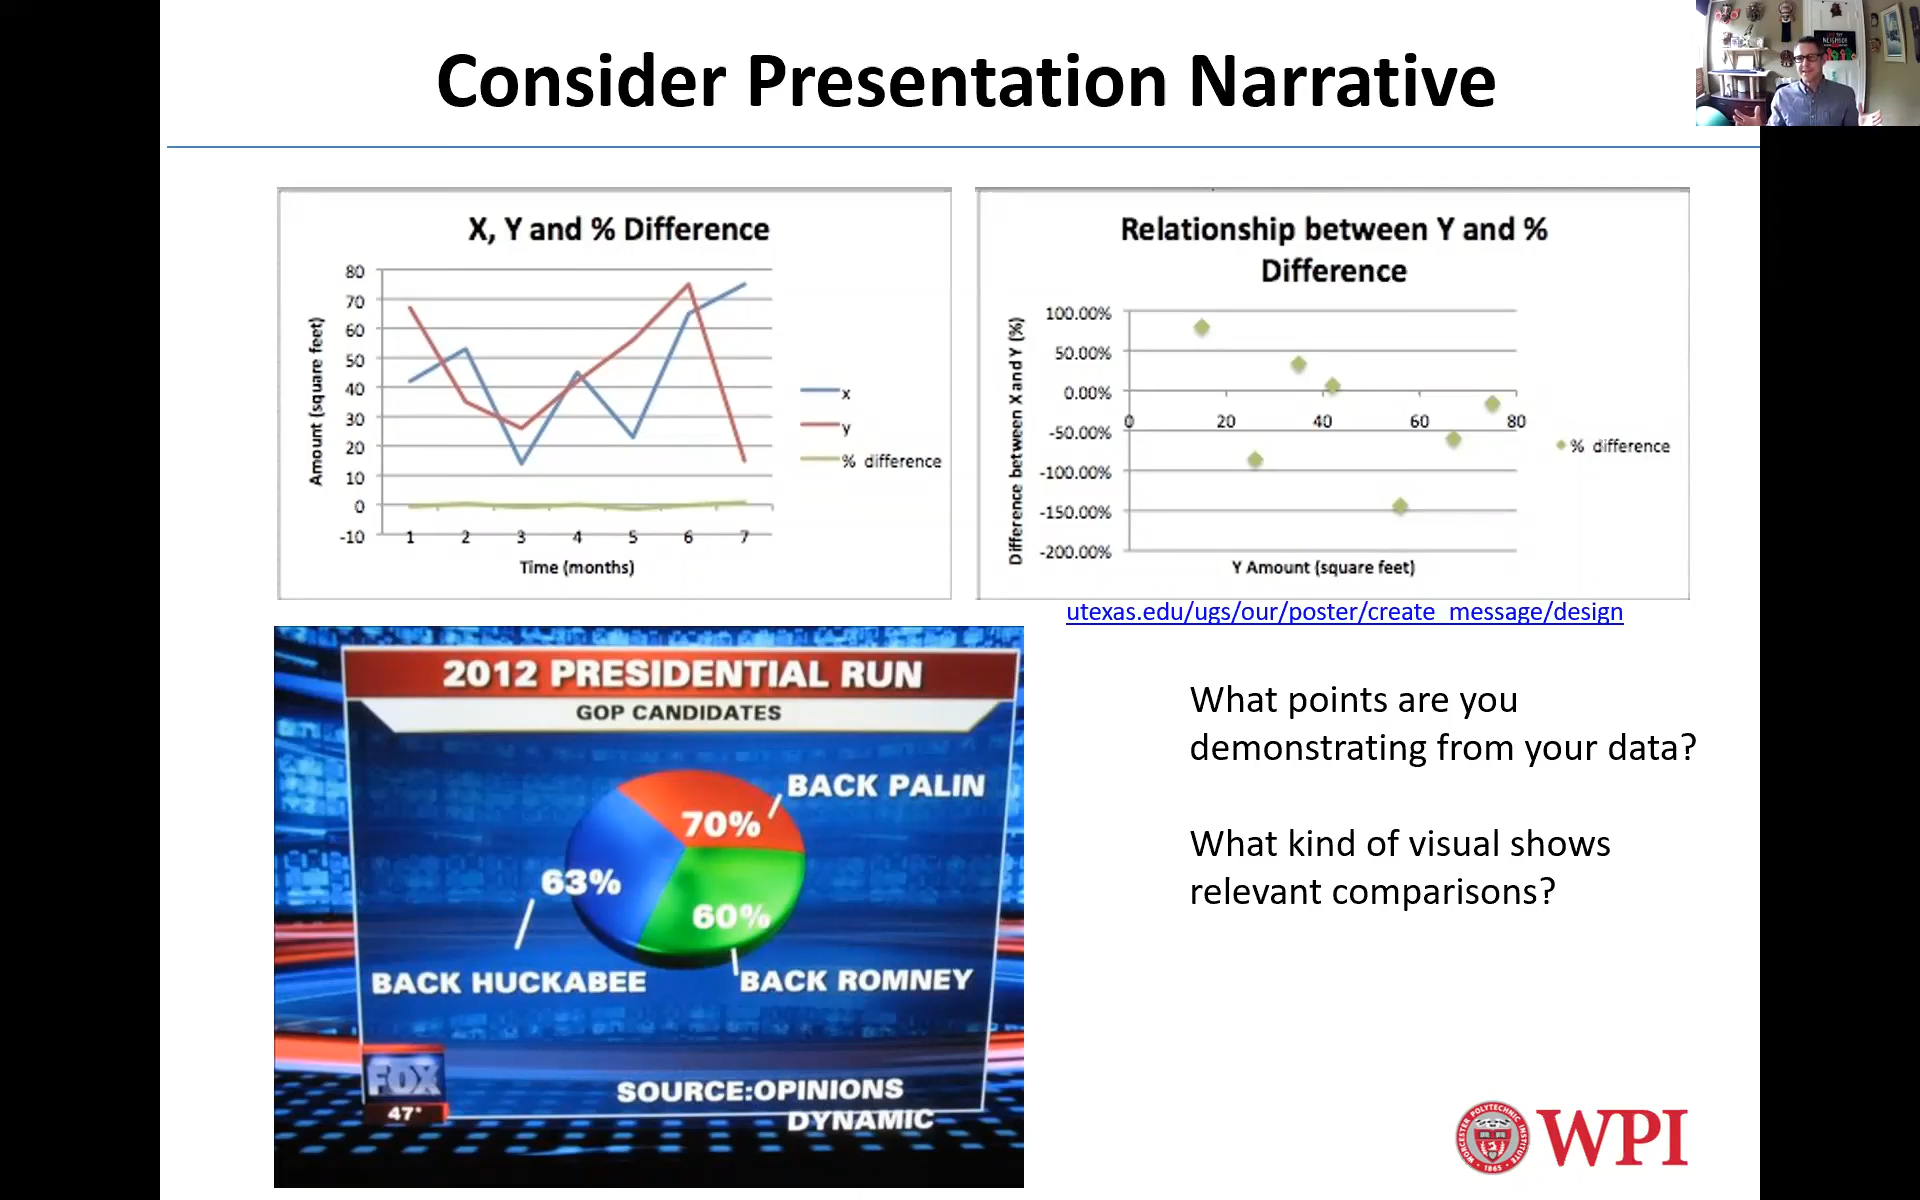 Consider Presentation Narrative
X, Y and % Difference
Amount (square feet)
80
70
60
50
40
30
20
10
0
-10
1 2 3 4 5 6 7
Time (months)
x
y
% difference
Relationship between Y and %
Difference
Difference between X and Y (%)
100.00%
50.00%
0.00%
-50.00%
-100.00%
-150.00%
-200.00%
0 20 40 60 80
Y Amount (square feet)
% difference
utexas.edu/ugs/our/poster/create_message/design
2012 PRESIDENTIAL RUN
GOP CANDIDATES
BACK PALIN
70%
63%
60%
BACK HUCKABEE
BACK ROMNEY
SOURCE:OPINIONS
DYNAMIC
FOX
47°
What points are you
demonstrating from your data?
What kind of visual shows
relevant comparisons?
WORCESTER POLYTECHNIC INSTITUTE
1865
WPI